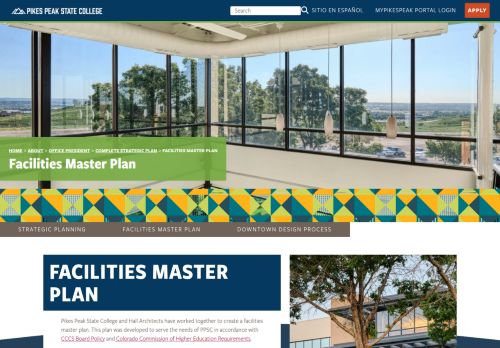 PIKES PEAK STATE COLLEGE
Search
SITIO EN ESPAÑOL
MYPIKESPEAK PORTAL LOGIN
APPLY
HOME > ABOUT > OFFICE PRESIDENT > COMPLETE STRATEGIC PLAN > FACILITIES MASTER PLAN
Facilities Master Plan
STRATEGIC PLANNING
FACILITIES MASTER PLAN
DOWNTOWN DESIGN PROCESS
FACILITIES MASTER
PLAN
Pikes Peak State College and Hall Architects have worked together to create a facilities
master plan. This plan was developed to serve the needs of PPSC in accordance with
CCCS Board Policy and Colorado Commission of Higher Education Requirements.